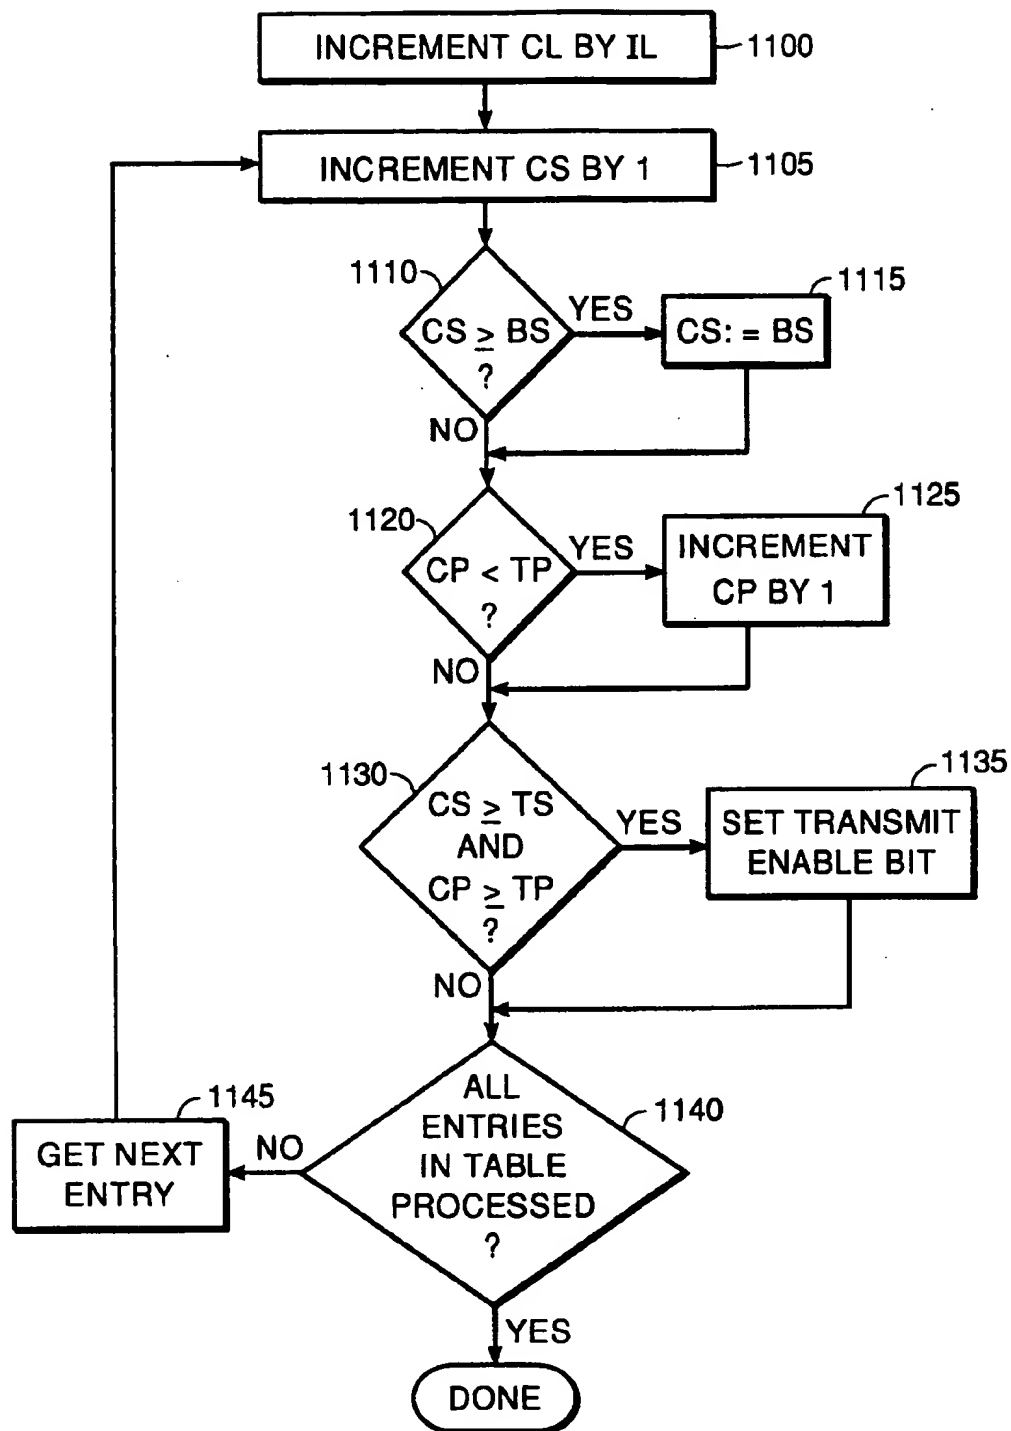 INCREMENT CL BY IL
1100
INCREMENT CS BY 1
1105
1110
CS ≥ BS
?
YES
1115
CS: = BS
NO
1120
CP < TP
?
YES
1125
INCREMENT
CP BY 1
NO
1130
CS ≥ TS
AND
CP ≥ TP
?
YES
1135
SET TRANSMIT
ENABLE BIT
NO
1140
ALL
ENTRIES
IN TABLE
PROCESSED
?
NO
1145
GET NEXT
ENTRY
YES
DONE